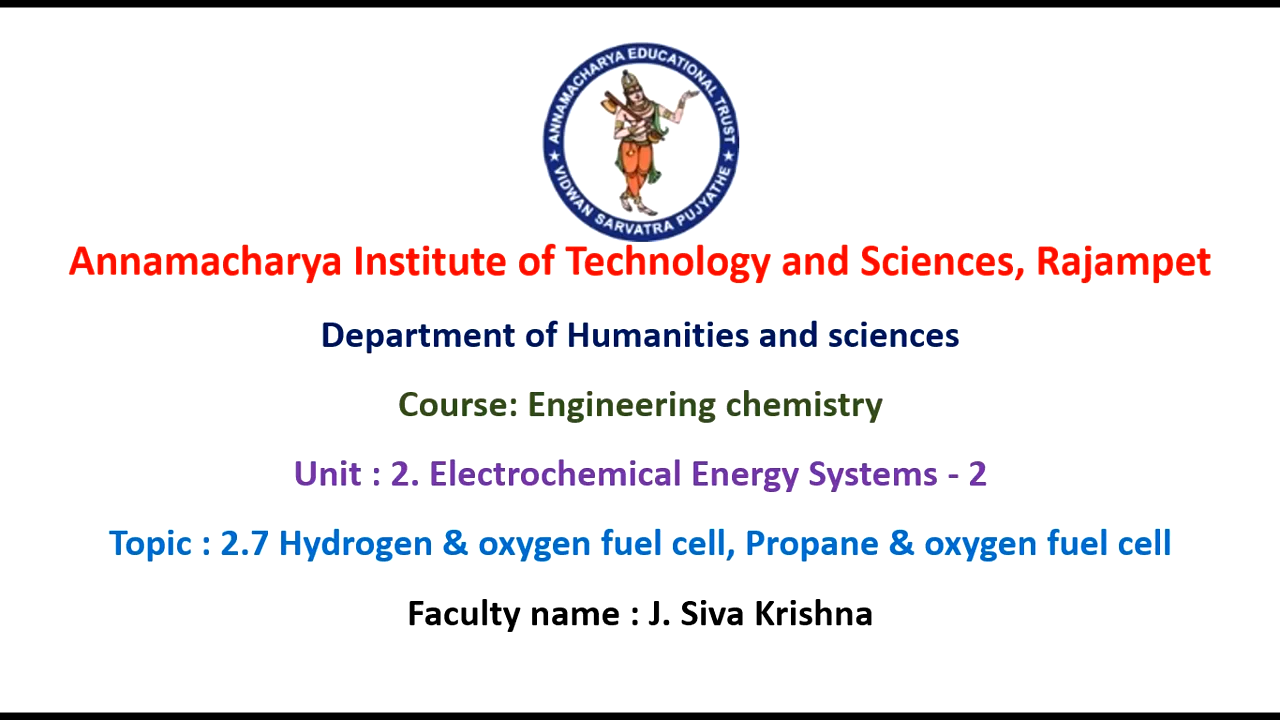 ★ ANNAMACHARYA EDUCATIONAL TRUST ★
VIDWAN SARVATRA PUJYATHE
Annamacharya Institute of Technology and Sciences, Rajampet
Department of Humanities and sciences
Course: Engineering chemistry
Unit : 2. Electrochemical Energy Systems - 2
Topic : 2.7 Hydrogen & oxygen fuel cell, Propane & oxygen fuel cell
Faculty name : J. Siva Krishna